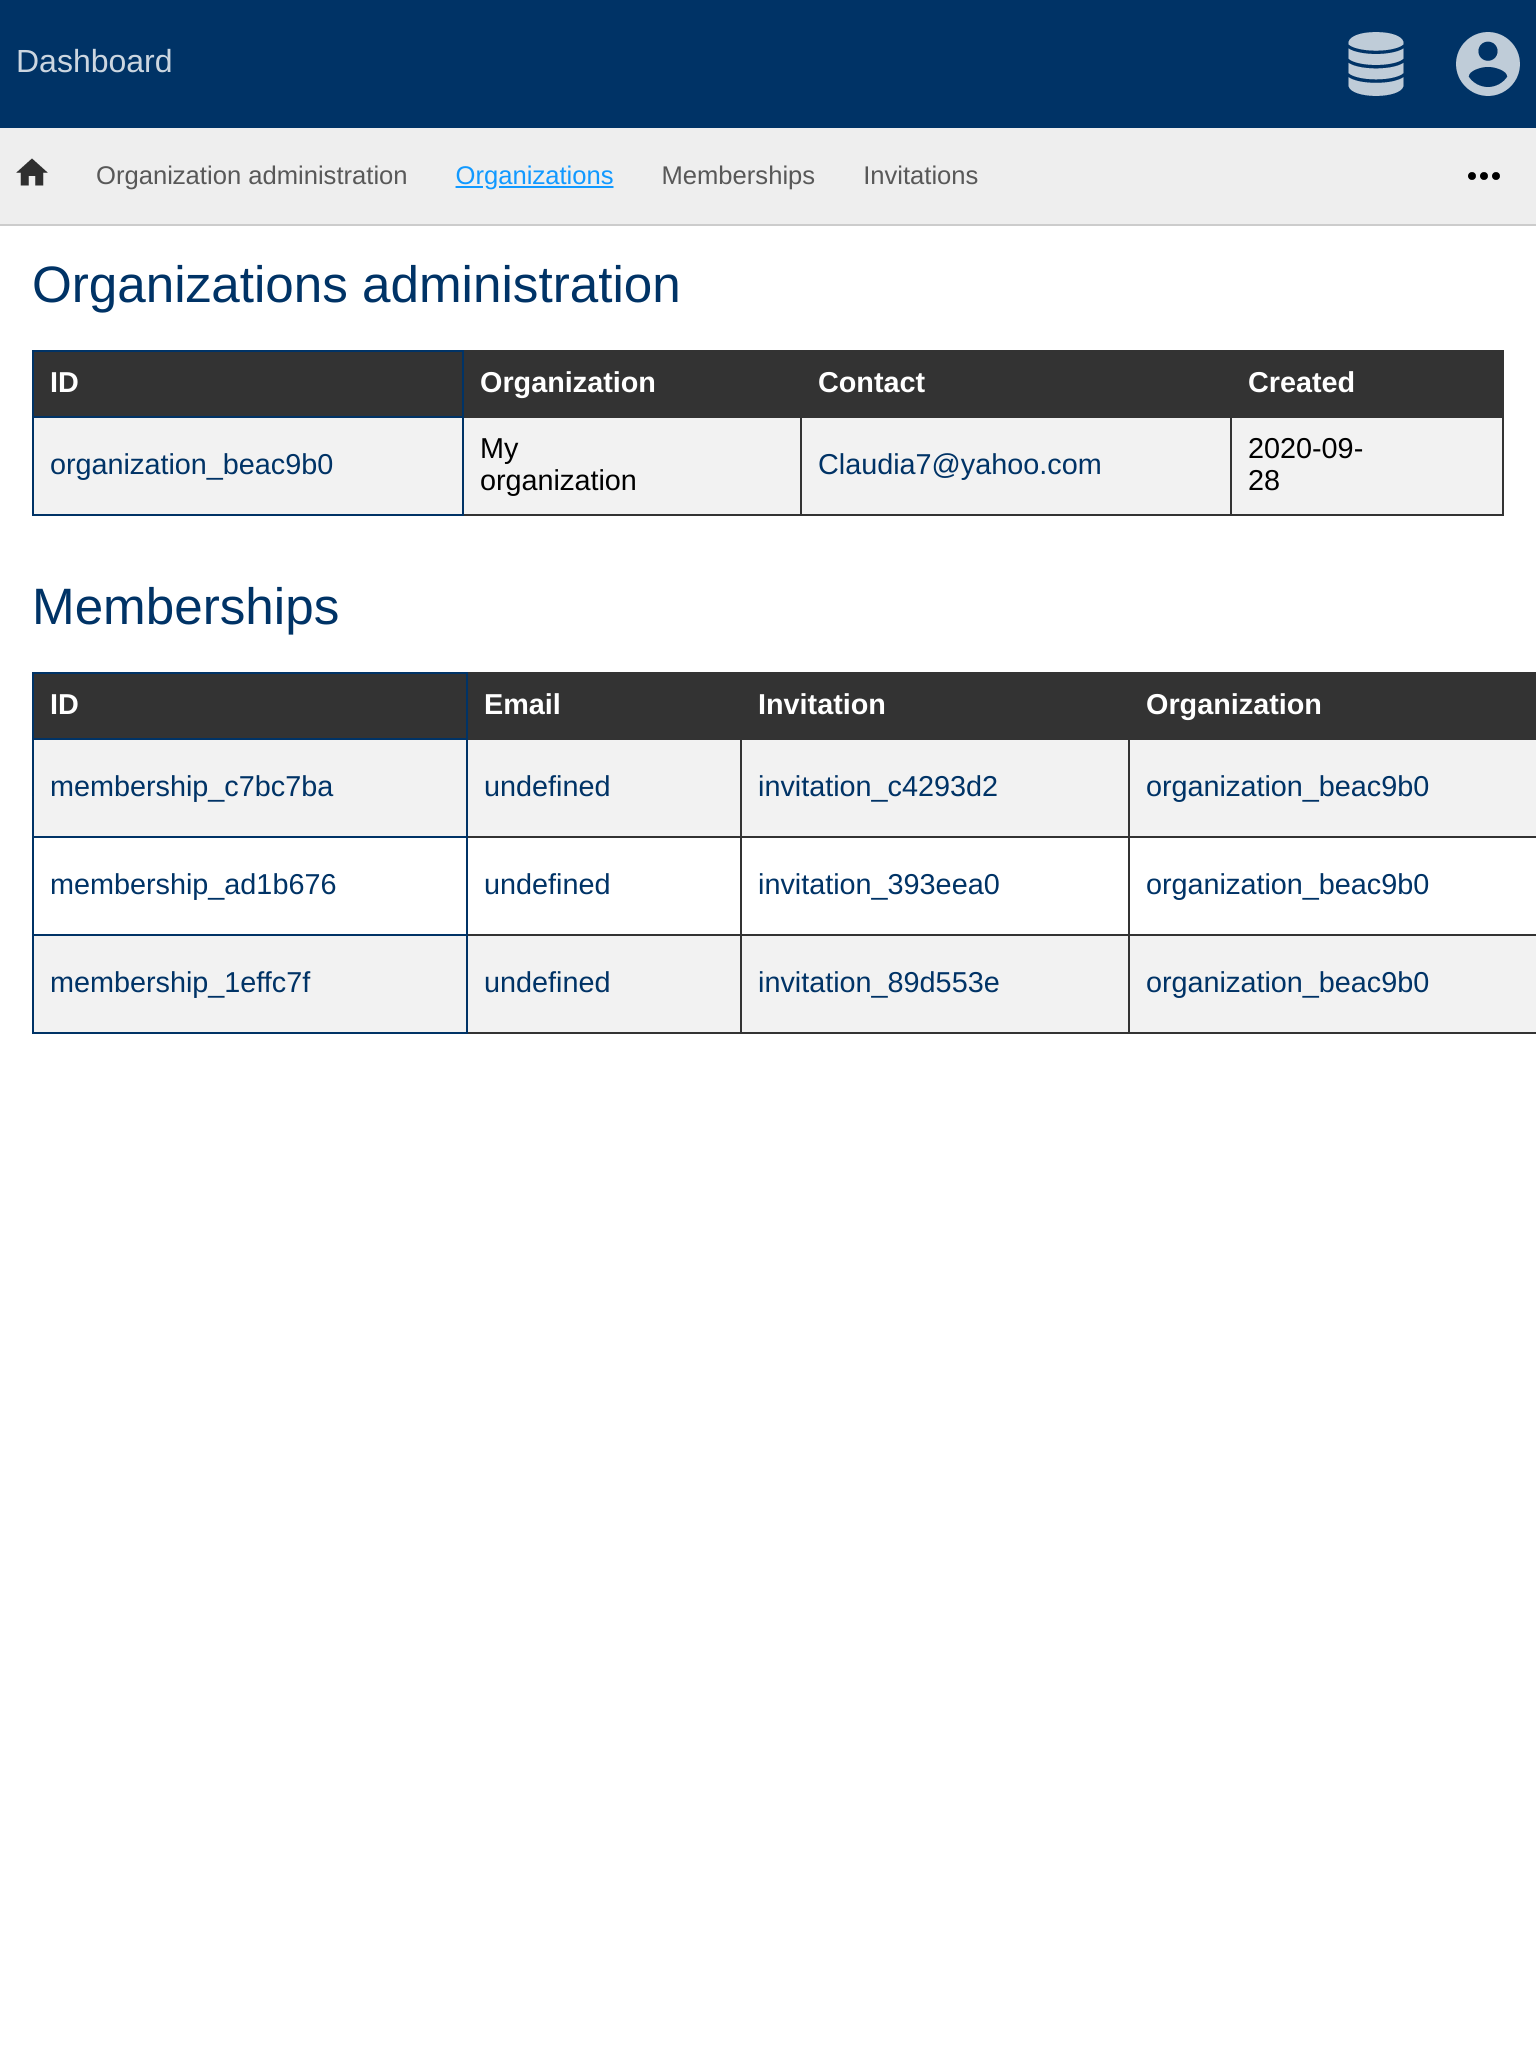 Dashboard
Organization administration Organizations Memberships Invitations
Organizations administration
ID Organization Contact Created
organization_beac9b0 My organization Claudia7@yahoo.com 2020-09-28
Memberships
ID Email Invitation Organization
membership_c7bc7ba undefined invitation_c4293d2 organization_beac9b0
membership_ad1b676 undefined invitation_393eea0 organization_beac9b0
membership_1effc7f undefined invitation_89d553e organization_beac9b0